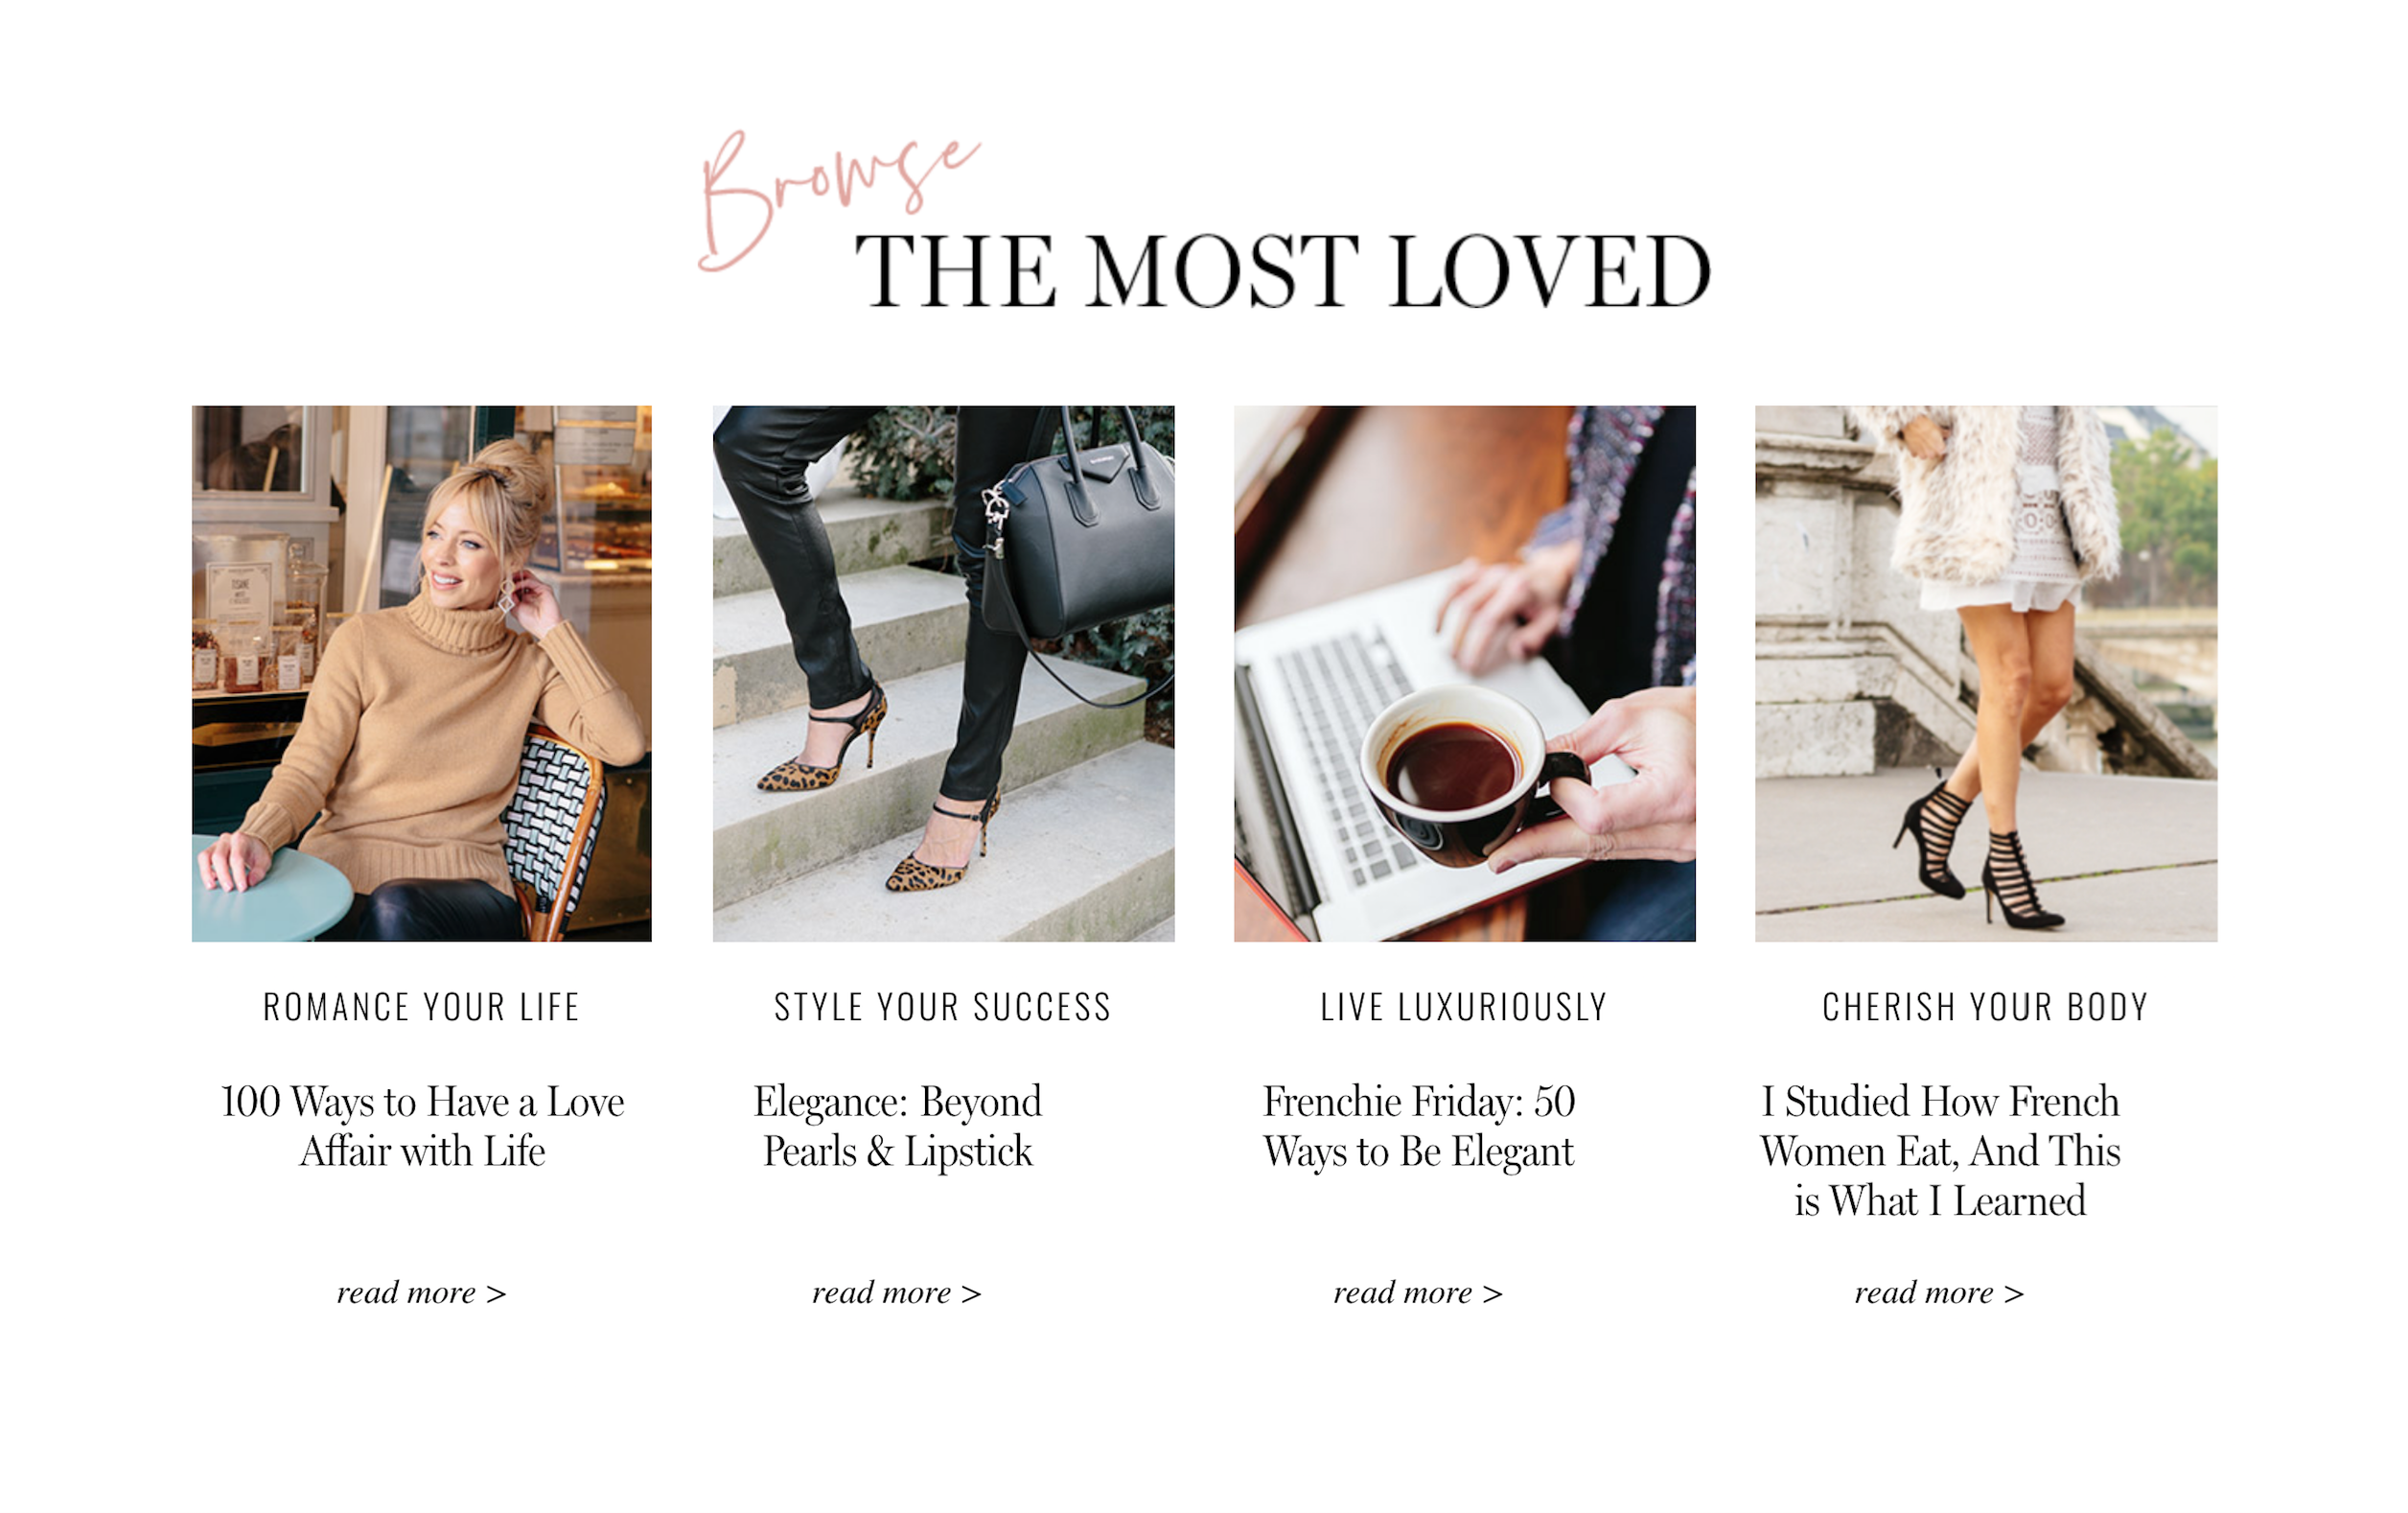 Browse
THE MOST LOVED
ROMANCE YOUR LIFE
100 Ways to Have a Love
Affair with Life
read more >
STYLE YOUR SUCCESS
Elegance: Beyond
Pearls & Lipstick
read more >
LIVE LUXURIOUSLY
Frenchie Friday: 50
Ways to Be Elegant
read more >
CHERISH YOUR BODY
I Studied How French
Women Eat, And This
is What I Learned
read more >